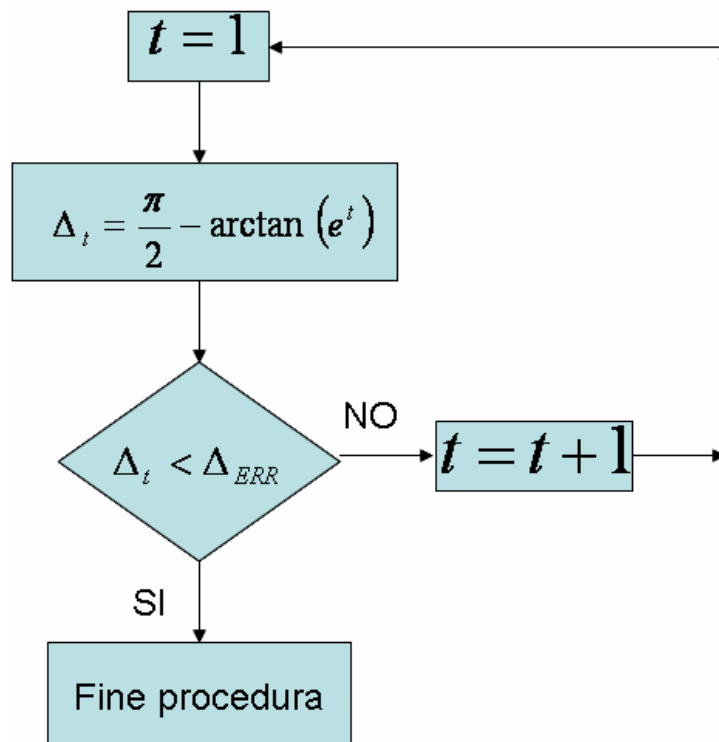 t = 1
Δ_t = π/2 − arctan (e^t)
Δ_t < Δ_ERR
NO
t = t + 1
SI
Fine procedura